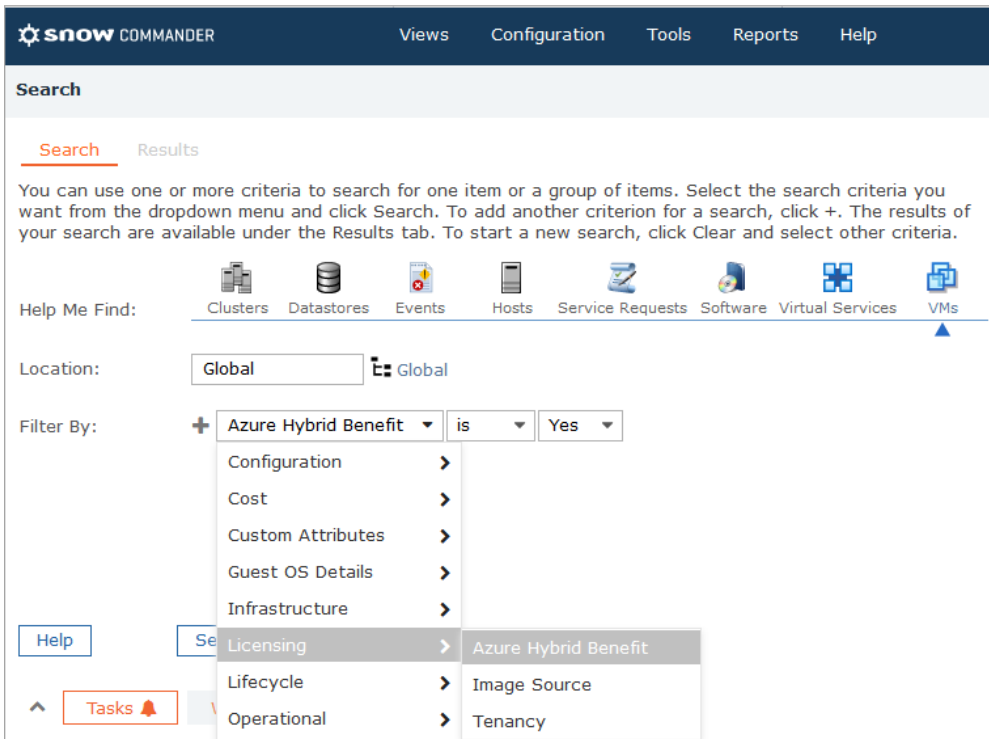 snow COMMANDER Views Configuration Tools Reports Help
Search
Search Results
You can use one or more criteria to search for one item or a group of items. Select the search criteria you
want from the dropdown menu and click Search. To add another criterion for a search, click +. The results of
your search are available under the Results tab. To start a new search, click Clear and select other criteria.
Help Me Find: Clusters Datastores Events Hosts Service Requests Software Virtual Services VMs
Location: Global Global
Filter By: Azure Hybrid Benefit is Yes
Configuration
Cost
Custom Attributes
Guest OS Details
Infrastructure
Help Se Licensing Azure Hybrid Benefit
Lifecycle Image Source
Tasks Operational Tenancy